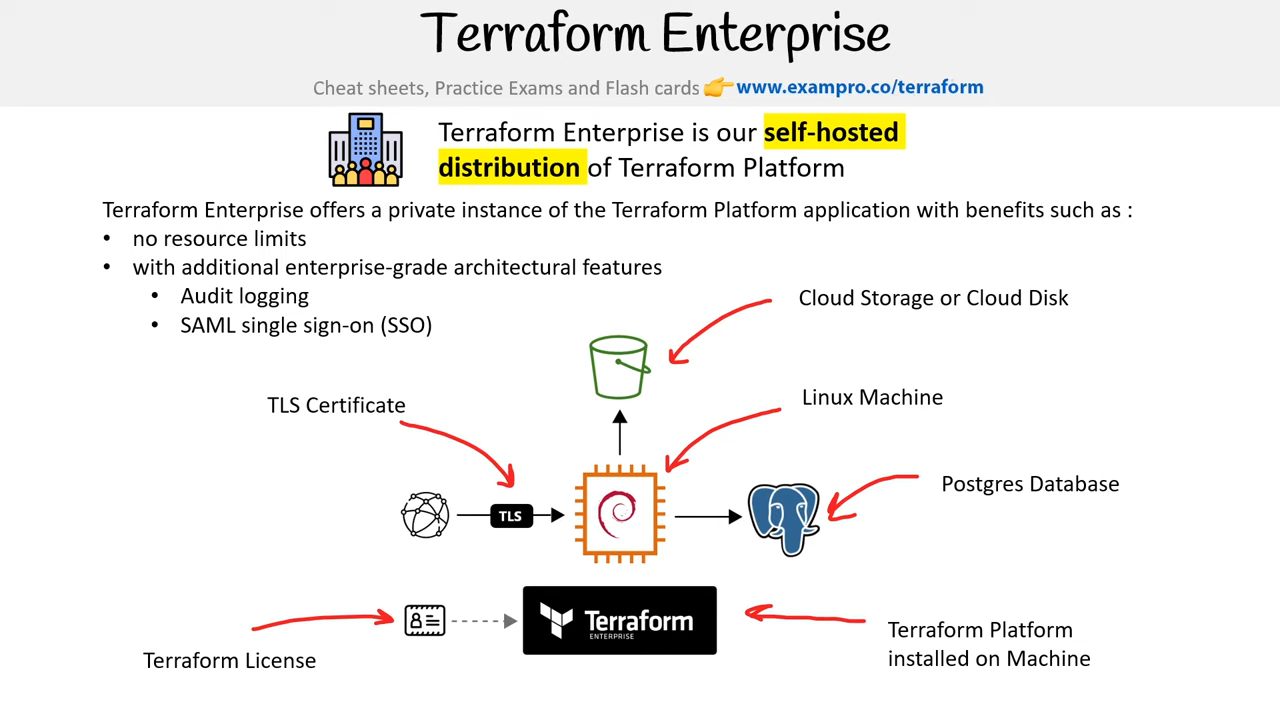 Terraform Enterprise
Cheat sheets, Practice Exams and Flash cards 👉 www.exampro.co/terraform
Terraform Enterprise is our self-hosted
distribution of Terraform Platform
Terraform Enterprise offers a private instance of the Terraform Platform application with benefits such as :
• no resource limits
• with additional enterprise-grade architectural features
• Audit logging
• SAML single sign-on (SSO)
Cloud Storage or Cloud Disk
Linux Machine
TLS Certificate
Postgres Database
TLS
Terraform
ENTERPRISE
Terraform Platform
installed on Machine
Terraform License